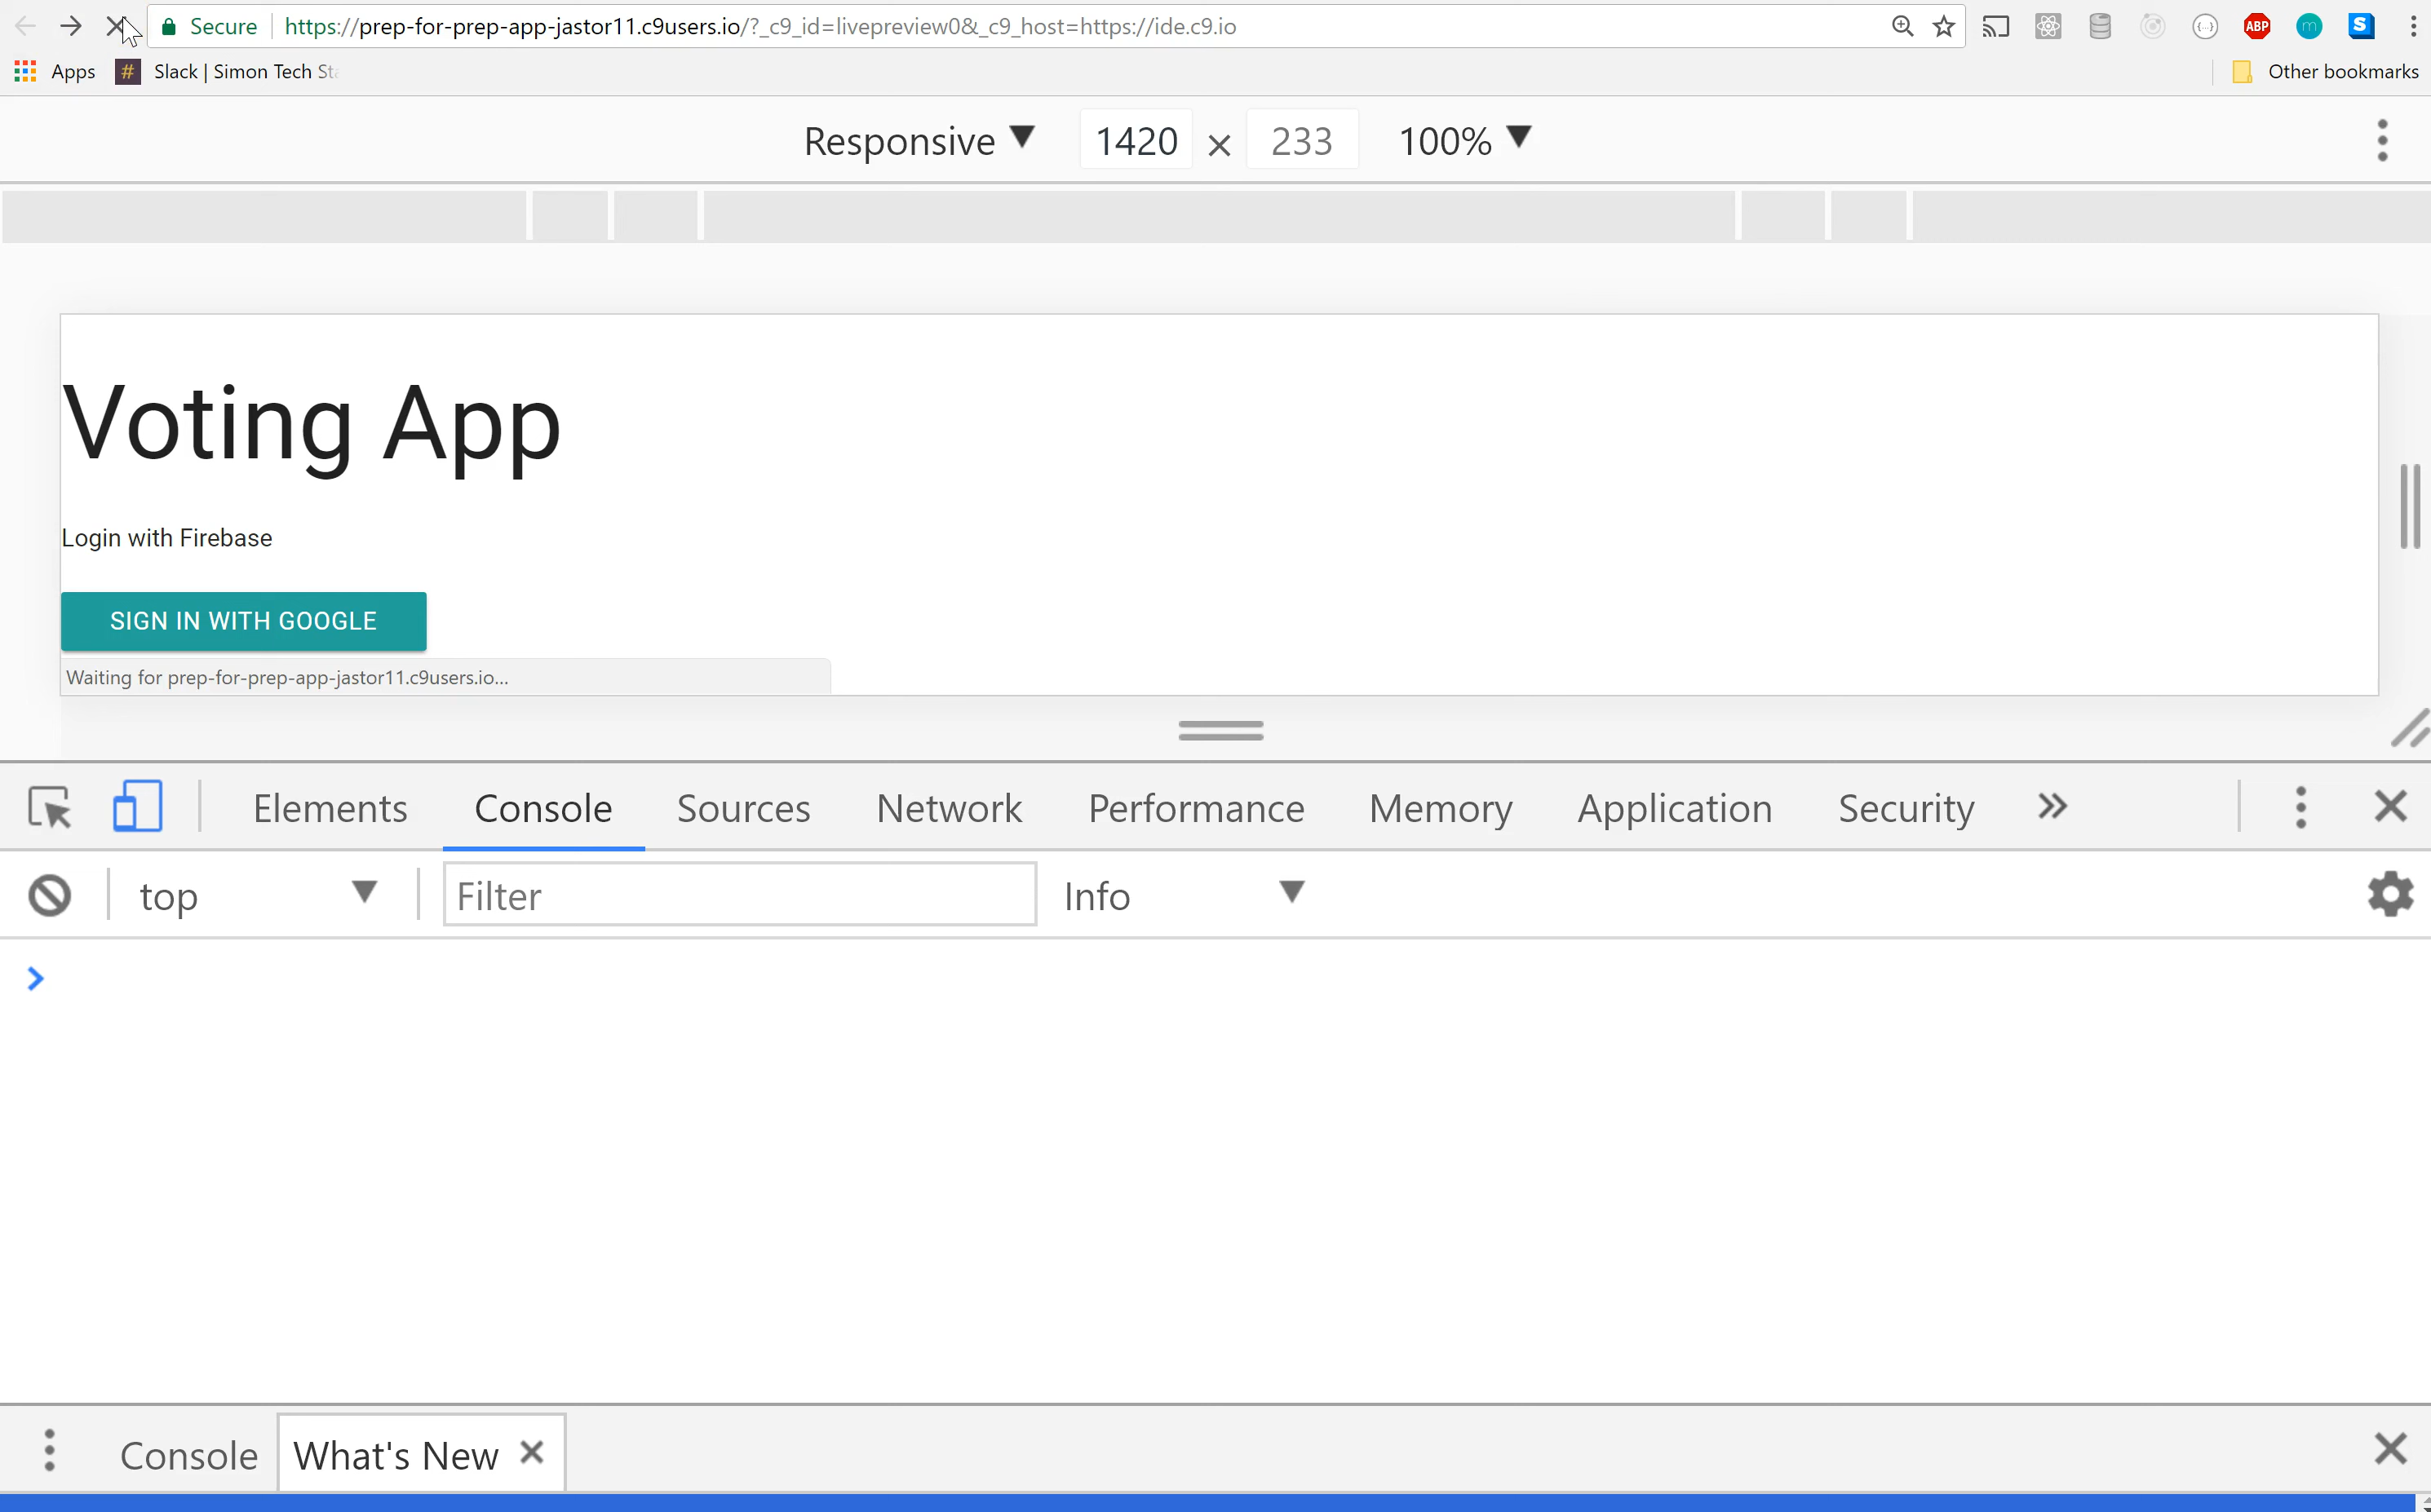 Secure https://prep-for-prep-app-jastor11.c9users.io/?_c9_id=livepreview0&_c9_host=https://ide.c9.io
ABP m S
Apps # Slack | Simon Tech Sta Other bookmarks
Responsive 1420 × 233 100%
Voting App
Login with Firebase
SIGN IN WITH GOOGLE
Waiting for prep-for-prep-app-jastor11.c9users.io...
Elements Console Sources Network Performance Memory Application Security »
top Filter Info
Console What's New